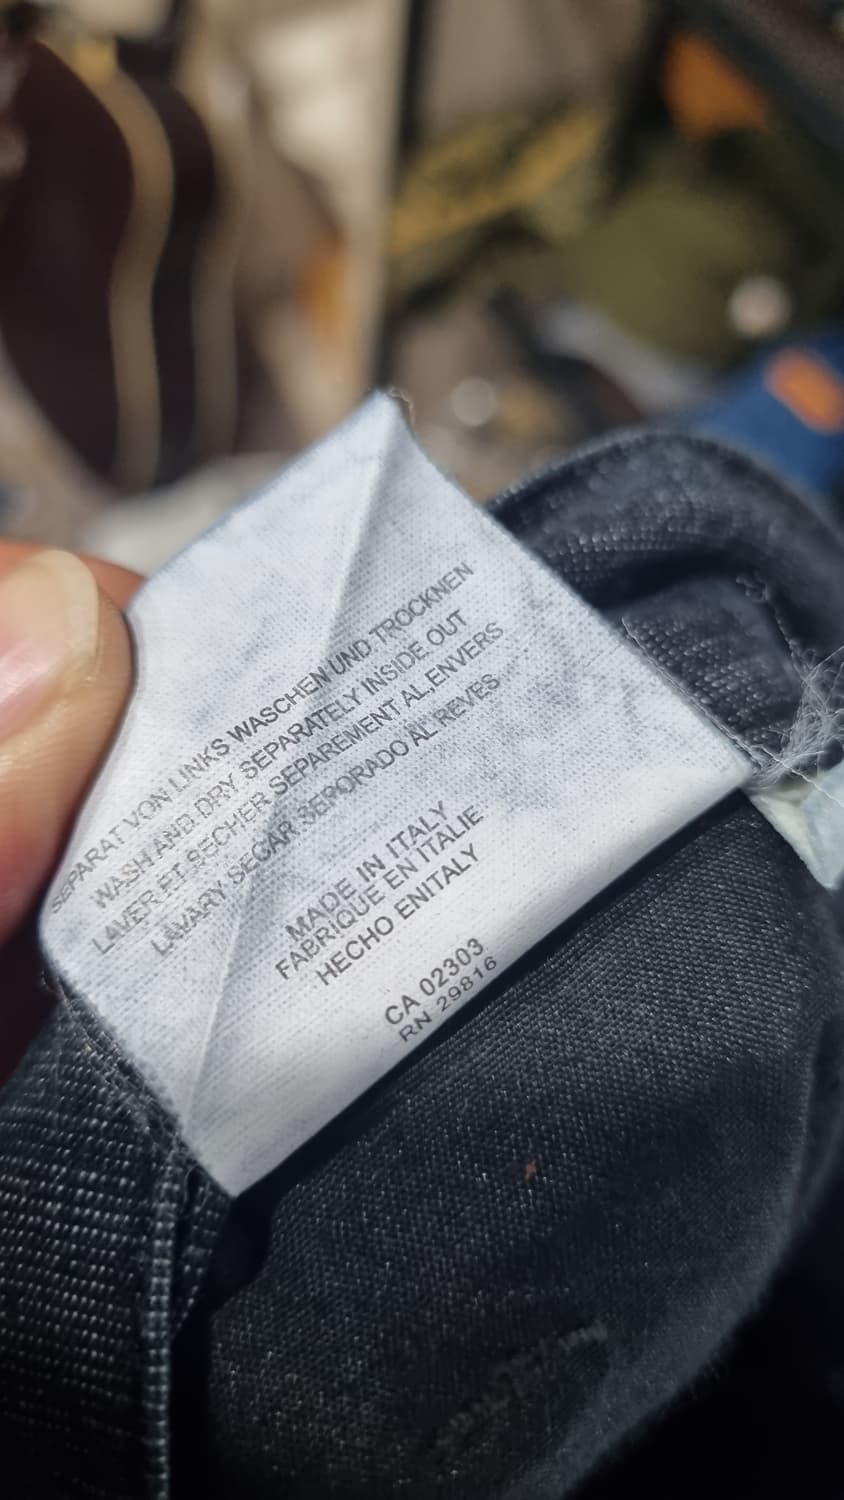 SEPARAT VON LINKS WASCHEN UND TROCKNEN
WASH AND DRY SEPARATELY INSIDE OUT
LAVER ET SECHER SEPAREMENT AL,ENVERS
LAVARY SECAR SEPORADO AL REVES
MADE IN ITALY
FABRIQUE EN ITALIE
HECHO ENITALY
CA 02303
RN 29816